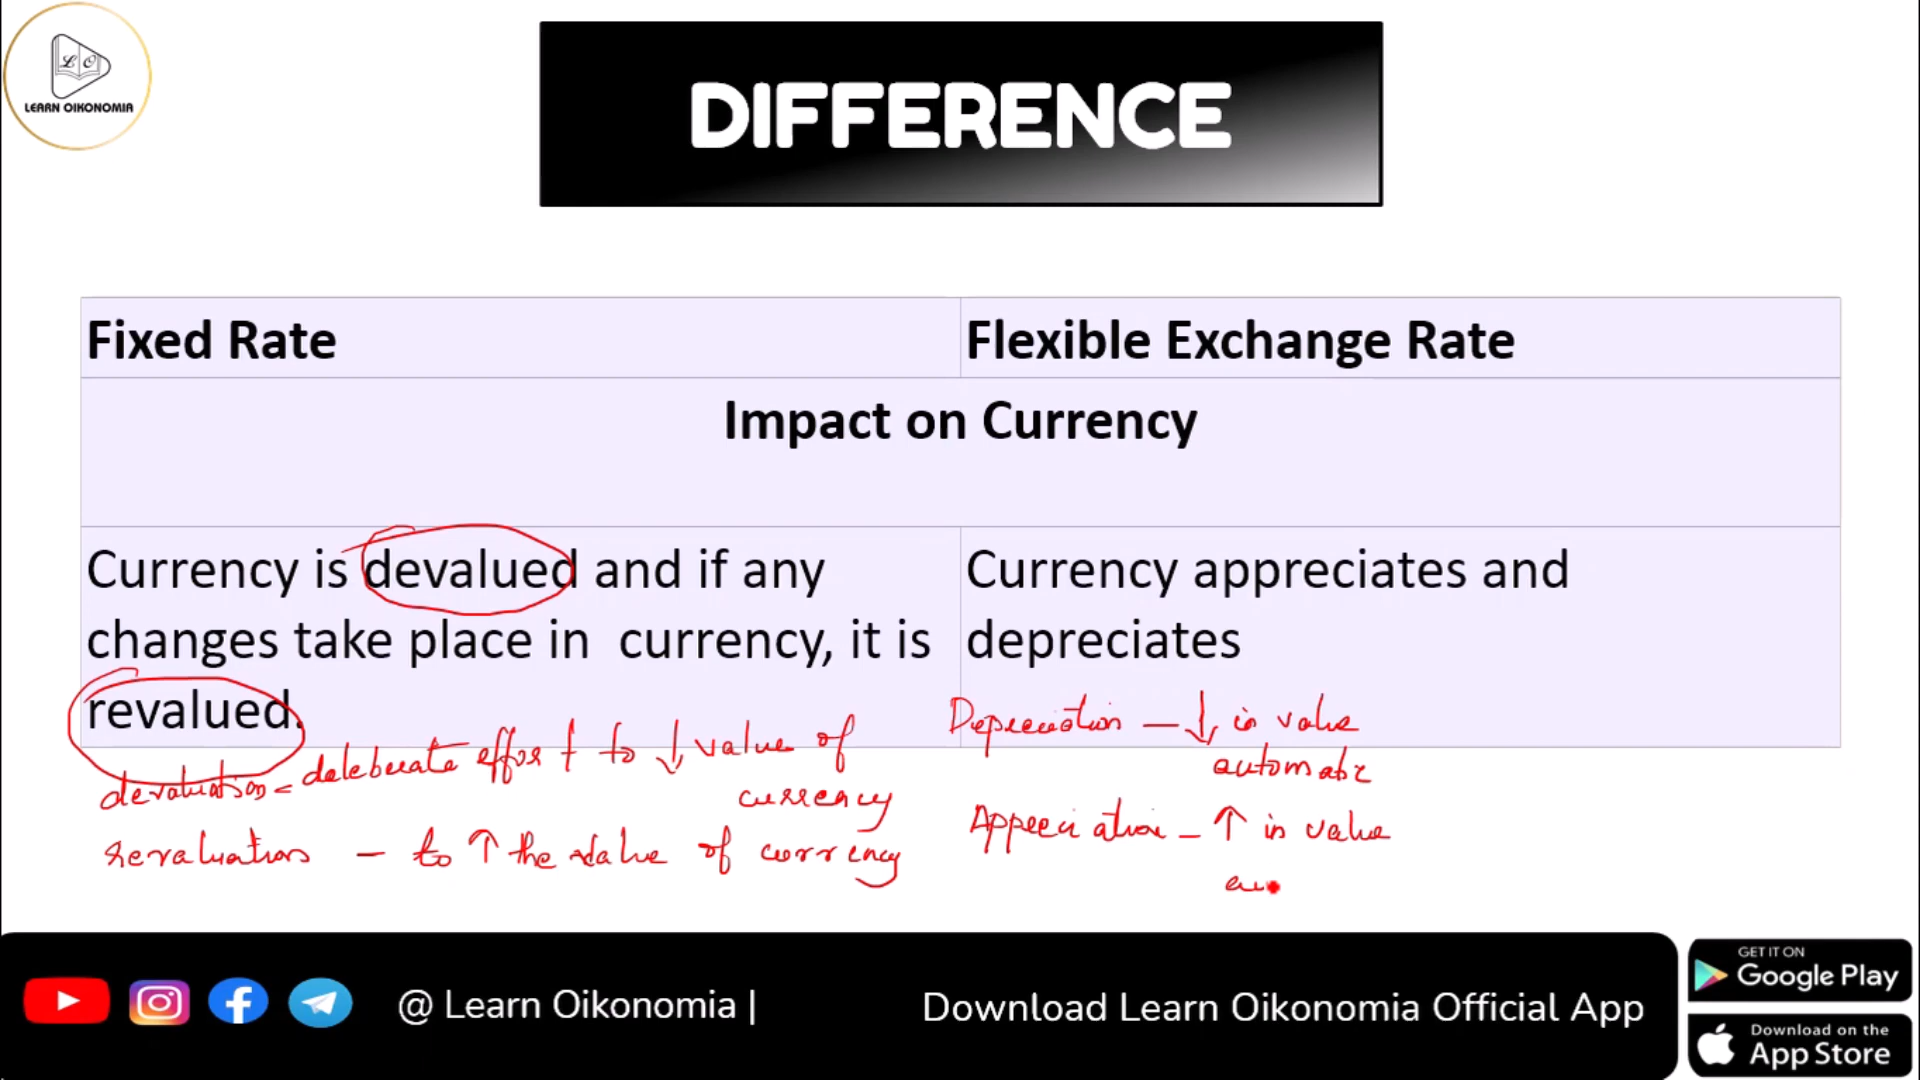 LO
LEARN OIKONOMIA
DIFFERENCE
Fixed Rate
Flexible Exchange Rate
Impact on Currency
Currency is devalued and if any
changes take place in currency, it is
revalued.
Currency appreciates and
depreciates
devaluation = deleberate effort to ↓ value of
currency
revaluation - to ↑ the value of currency
Depreciation - ↓ in value
automatic
Appreciation - ↑ in value
au
@ Learn Oikonomia |
Download Learn Oikonomia Official App
GET IT ON
Google Play
Download on the
App Store